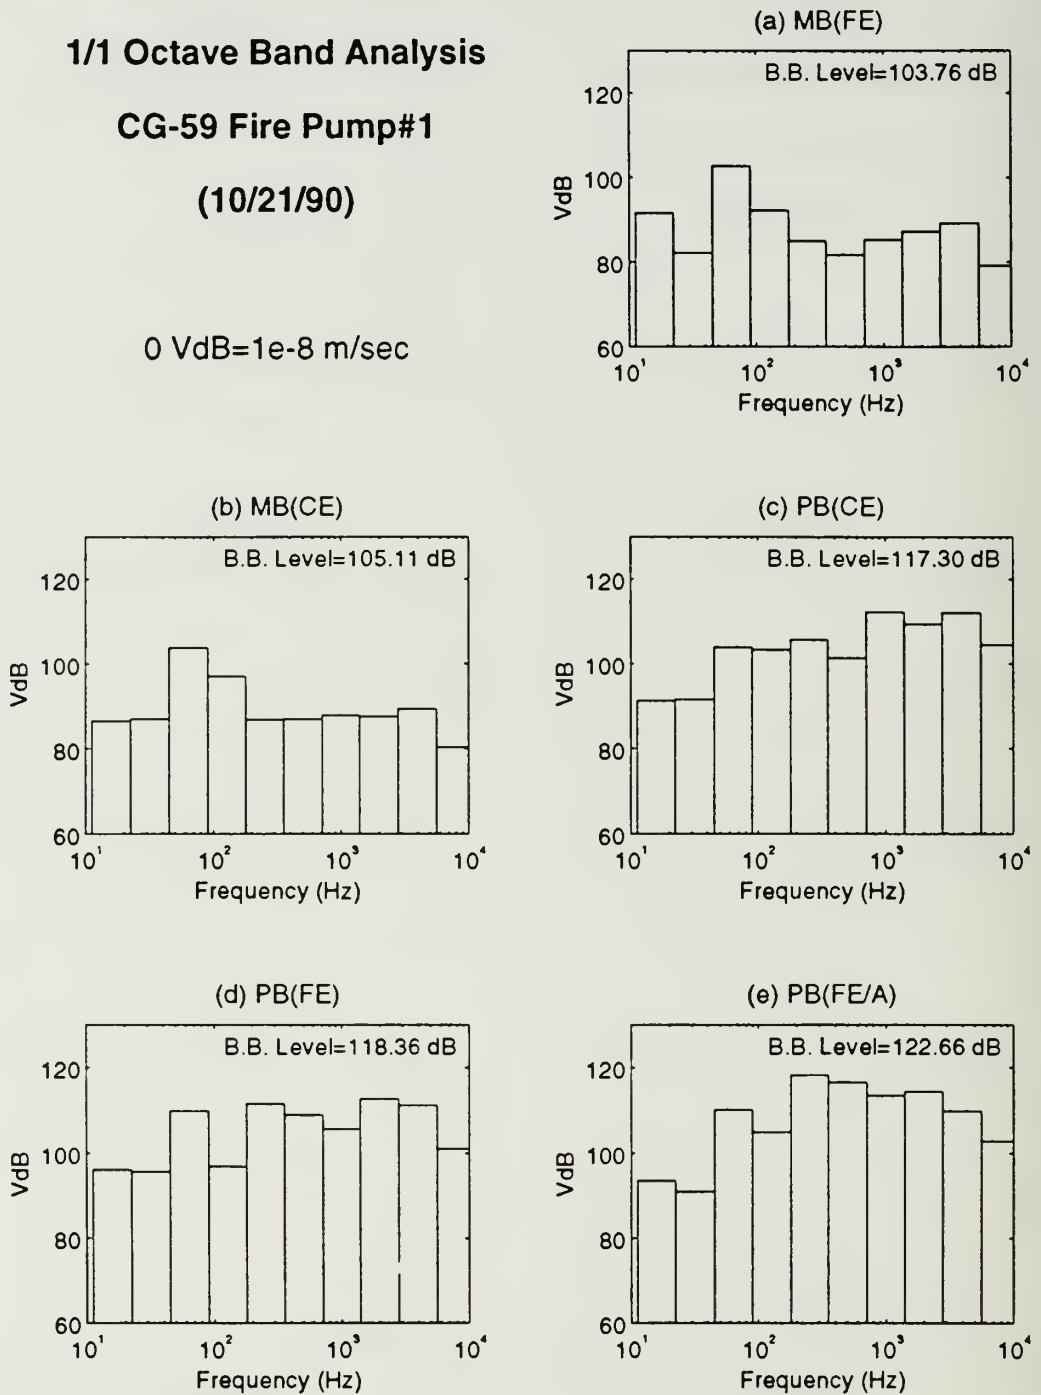 1/1 Octave Band Analysis
CG-59 Fire Pump#1
(10/21/90)
0 VdB=1e-8 m/sec
(a) MB(FE)
B.B. Level=103.76 dB
120
100
80
60
VdB
10¹ 10² 10³ 10⁴
Frequency (Hz)
(b) MB(CE)
B.B. Level=105.11 dB
120
100
80
60
VdB
10¹ 10² 10³ 10⁴
Frequency (Hz)
(c) PB(CE)
B.B. Level=117.30 dB
120
100
80
60
VdB
10¹ 10² 10³ 10⁴
Frequency (Hz)
(d) PB(FE)
B.B. Level=118.36 dB
120
100
80
60
VdB
10¹ 10² 10³ 10⁴
Frequency (Hz)
(e) PB(FE/A)
B.B. Level=122.66 dB
120
100
80
60
VdB
10¹ 10² 10³ 10⁴
Frequency (Hz)